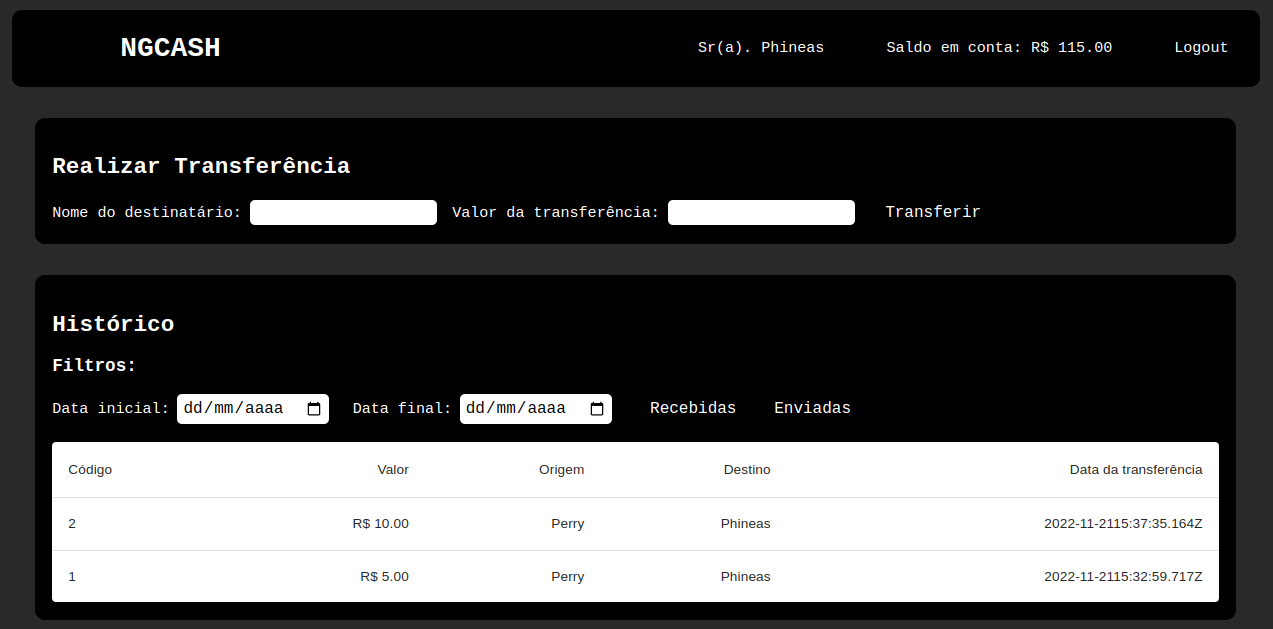 NGCASH Sr(a). Phineas Saldo em conta: R$ 115.00 Logout
Realizar Transferência
Nome do destinatário: Valor da transferência: Transferir
Histórico
Filtros:
Data inicial: dd/mm/aaaa Data final: dd/mm/aaaa Recebidas Enviadas
Código Valor Origem Destino Data da transferência
2 R$ 10.00 Perry Phineas 2022-11-2115:37:35.164Z
1 R$ 5.00 Perry Phineas 2022-11-2115:32:59.717Z